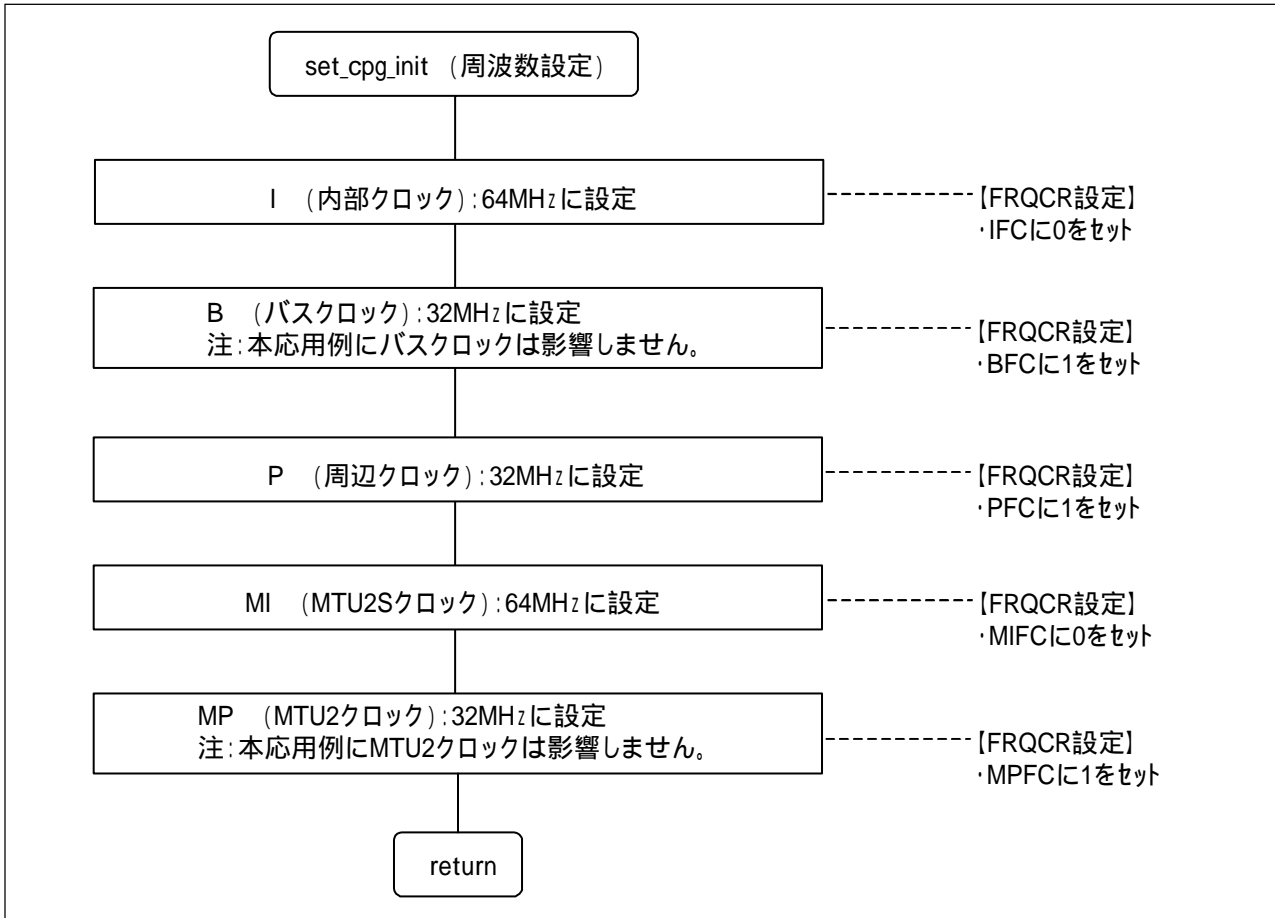 set_cpg_init (周波数設定)
I (内部クロック):64MHzに設定
【FRQCR設定】
・IFCに0をセット
B (バスクロック):32MHzに設定
注:本応用例にバスクロックは影響しません。
【FRQCR設定】
・BFCに1をセット
P (周辺クロック):32MHzに設定
【FRQCR設定】
・PFCに1をセット
MI (MTU2Sクロック):64MHzに設定
【FRQCR設定】
・MIFCに0をセット
MP (MTU2クロック):32MHzに設定
注:本応用例にMTU2クロックは影響しません。
【FRQCR設定】
・MPFCに1をセット
return